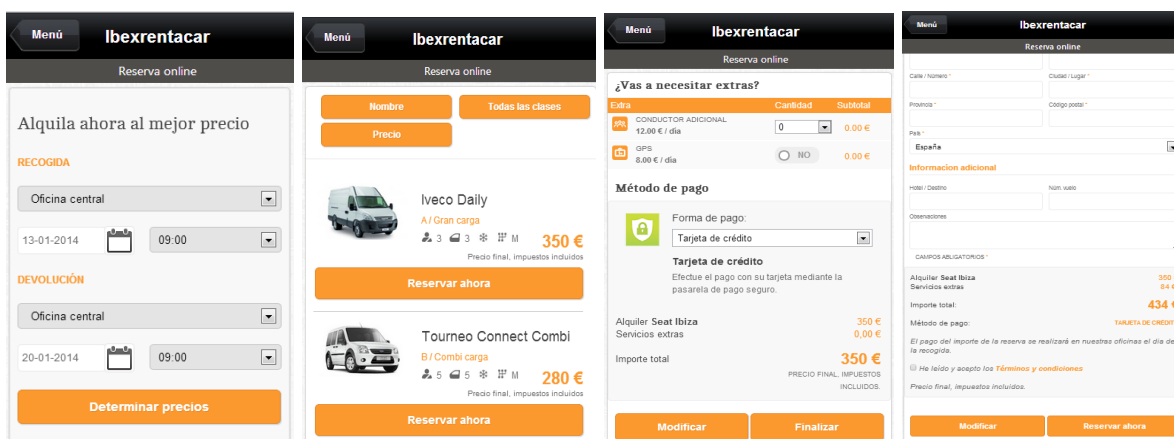 Menú
Ibexrentacar
Reserva online
Alquila ahora al mejor precio
RECOGIDA
Oficina central
13-01-2014
09:00
DEVOLUCIÓN
Oficina central
20-01-2014
09:00
Determinar precios
Menú
Ibexrentacar
Reserva online
Nombre
Todas las clases
Precio
Iveco Daily
A / Gran carga
3 3 M 350 €
Precio final, impuestos incluidos
Reservar ahora
Tourneo Connect Combi
B / Combi carga
5 5 M 280 €
Precio final, impuestos incluidos
Reservar ahora
Menú
Ibexrentacar
Reserva online
¿Vas a necesitar extras?
Extra Cantidad Subtotal
CONDUCTOR ADICIONAL
12.00 € / dia
0
0.00 €
GPS
8.00 € / dia
NO
0.00 €
Método de pago
Forma de pago:
Tarjeta de crédito
Tarjeta de crédito
Efectue el pago con su tarjeta mediante la
pasarela de pago seguro.
Alquiler Seat Ibiza 350 €
Servicios extras 0,00 €
Importe total 350 €
PRECIO FINAL. IMPUESTOS
INCLUIDOS.
Modificar
Finalizar
Menú
Ibexrentacar
Reserva online
Calle / Número *
Ciudad / Lugar *
Provincia *
Código postal *
País *
España
Informacion adicional
Hotel / Destino
Núm. vuelo
Observaciones
CAMPOS ABLIGATORIOS *
Alquiler Seat Ibiza 350
Servicios extras 84 €
Importe total: 434 €
Método de pago: TARJETA DE CRÉDIT
El pago del importe de la reserva se realizará en nuestras oficinas el día de
la recogida.
He leído y acepto los Términos y condiciones
Precio final, impuestos incluidos.
Modificar
Reservar ahora